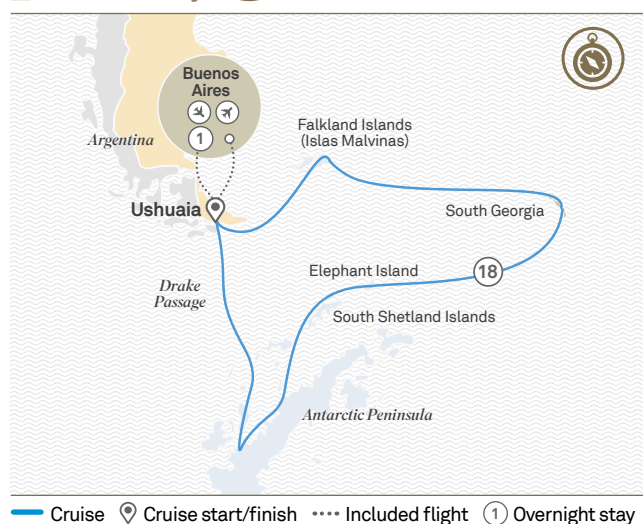 Buenos
Aires
1
Argentina
Falkland Islands
(Islas Malvinas)
Ushuaia
South Georgia
Elephant Island
18
Drake
Passage
South Shetland Islands
Antarctic Peninsula
Cruise Cruise start/finish Included flight 1 Overnight stay